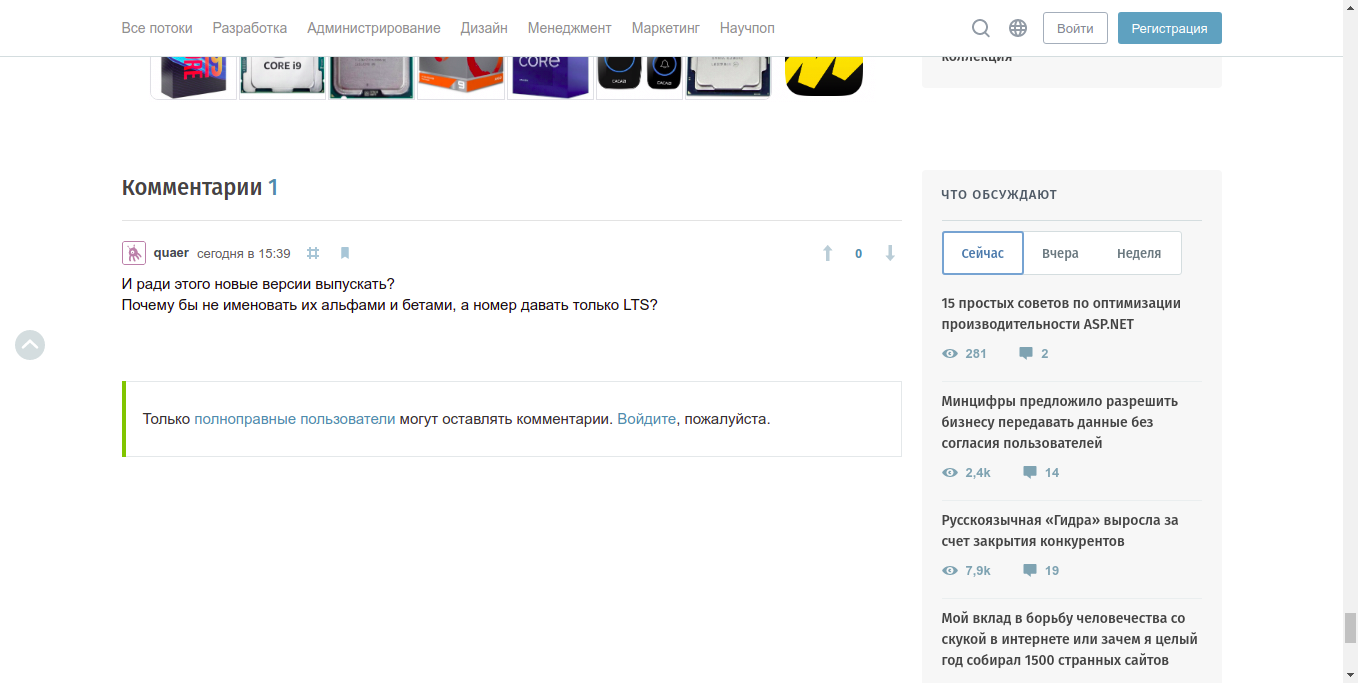 Все потоки Разработка Администрирование Дизайн Менеджмент Маркетинг Научпоп Войти Регистрация
CORE i9
core
9
CACAZI CACAZI
коллекция
Комментарии 1
quaer сегодня в 15:39 0
И ради этого новые версии выпускать?
Почему бы не именовать их альфами и бетами, а номер давать только LTS?
Только полноправные пользователи могут оставлять комментарии. Войдите, пожалуйста.
ЧТО ОБСУЖДАЮТ
Сейчас Вчера Неделя
15 простых советов по оптимизации
производительности ASP.NET
281 2
Минцифры предложило разрешить
бизнесу передавать данные без
согласия пользователей
2,4k 14
Русскоязычная «Гидра» выросла за
счет закрытия конкурентов
7,9k 19
Мой вклад в борьбу человечества со
скукой в интернете или зачем я целый
год собирал 1500 странных сайтов